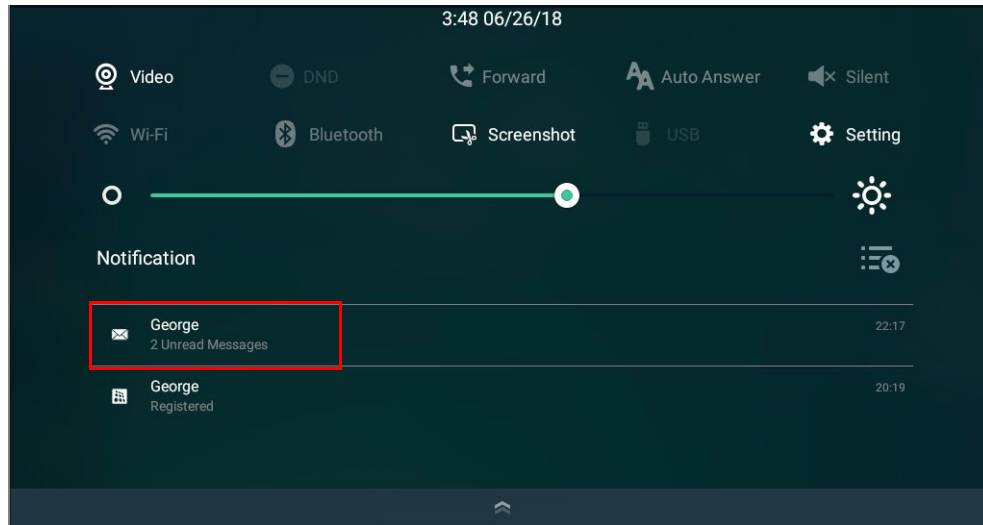 3:48 06/26/18
Video DND Forward Auto Answer Silent
Wi-Fi Bluetooth Screenshot USB Setting
Notification
George 22:17
2 Unread Messages
George 20:19
Registered